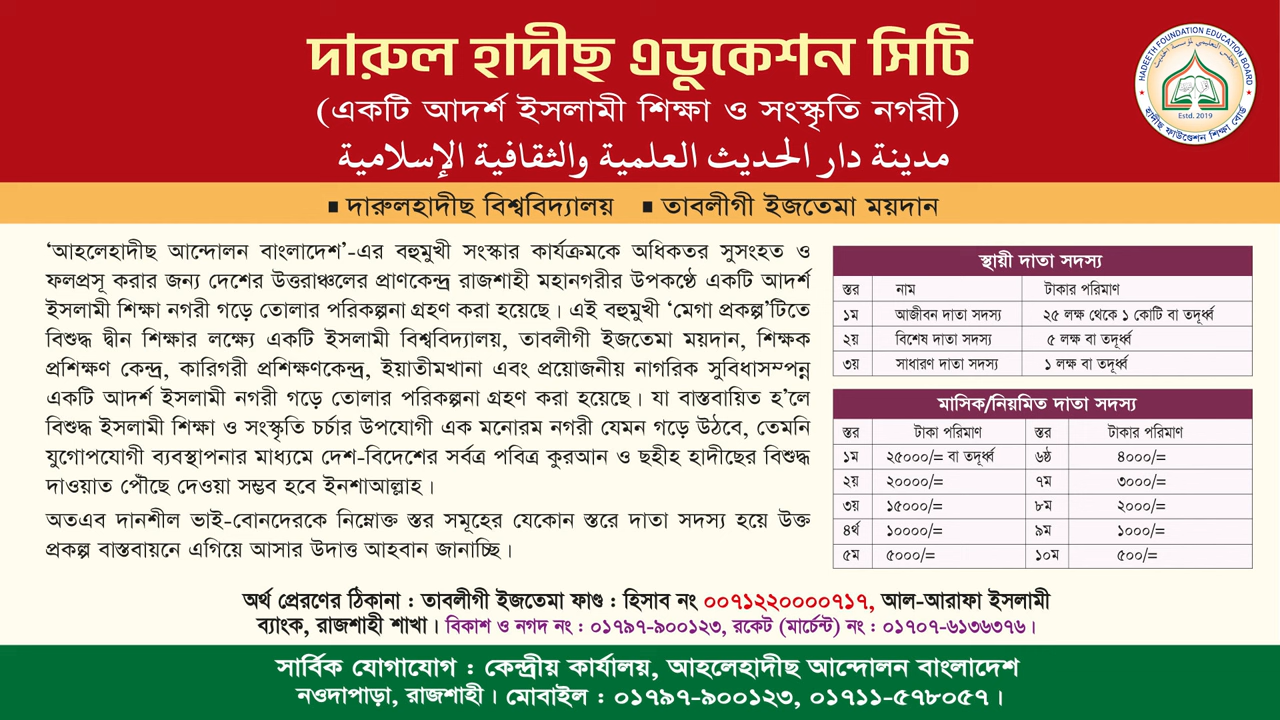 দারুল হাদীছ এডুকেশন সিটি
(একটি আদর্শ ইসলামী শিক্ষা ও সংস্কৃতি নগরী)
مدينة دار الحديث العلمية والثقافية الإسلامية
HADEETH FOUNDATION EDUCATION BOARD
Estd. 2019
হাদীছ ফাউন্ডেশন শিক্ষা বোর্ড
■ দারুলহাদীছ বিশ্ববিদ্যালয় ■ তাবলীগী ইজতেমা ময়দান
‘আহলেহাদীছ আন্দোলন বাংলাদেশ’-এর বহুমুখী সংস্কার কার্যক্রমকে অধিকতর সুসংহত ও
ফলপ্রসূ করার জন্য দেশের উত্তরাঞ্চলের প্রাণকেন্দ্র রাজশাহী মহানগরীর উপকণ্ঠে একটি আদর্শ
ইসলামী শিক্ষা নগরী গড়ে তোলার পরিকল্পনা গ্রহণ করা হয়েছে। এই বহুমুখী ‘মেগা প্রকল্প’টিতে
বিশুদ্ধ দ্বীন শিক্ষার লক্ষ্যে একটি ইসলামী বিশ্ববিদ্যালয়, তাবলীগী ইজতেমা ময়দান, শিক্ষক
প্রশিক্ষণ কেন্দ্র, কারিগরী প্রশিক্ষণকেন্দ্র, ইয়াতীমখানা এবং প্রয়োজনীয় নাগরিক সুবিধাসম্পন্ন
একটি আদর্শ ইসলামী নগরী গড়ে তোলার পরিকল্পনা গ্রহণ করা হয়েছে। যা বাস্তবায়িত হ’লে
বিশুদ্ধ ইসলামী শিক্ষা ও সংস্কৃতি চর্চার উপযোগী এক মনোরম নগরী যেমন গড়ে উঠবে, তেমনি
যুগোপযোগী ব্যবস্থাপনার মাধ্যমে দেশ-বিদেশের সর্বত্র পবিত্র কুরআন ও ছহীহ হাদীছের বিশুদ্ধ
দাওয়াত পৌঁছে দেওয়া সম্ভব হবে ইনশাআল্লাহ।
অতএব দানশীল ভাই-বোনদেরকে নিম্নোক্ত স্তর সমূহের যেকোন স্তরে দাতা সদস্য হয়ে উক্ত
প্রকল্প বাস্তবায়নে এগিয়ে আসার উদাত্ত আহবান জানাচ্ছি।
স্থায়ী দাতা সদস্য
স্তর নাম টাকার পরিমাণ
১ম আজীবন দাতা সদস্য ২৫ লক্ষ থেকে ১ কোটি বা তদূর্ধ্ব
২য় বিশেষ দাতা সদস্য ৫ লক্ষ বা তদূর্ধ্ব
৩য় সাধারণ দাতা সদস্য ১ লক্ষ বা তদূর্ধ্ব
মাসিক/নিয়মিত দাতা সদস্য
স্তর টাকা পরিমাণ স্তর টাকার পরিমাণ
১ম ২৫০০০/= বা তদূর্ধ্ব ৬ষ্ঠ ৪০০০/=
২য় ২০০০০/= ৭ম ৩০০০/=
৩য় ১৫০০০/= ৮ম ২০০০/=
৪র্থ ১০০০০/= ৯ম ১০০০/=
৫ম ৫০০০/= ১০ম ৫০০/=
অর্থ প্রেরণের ঠিকানা : তাবলীগী ইজতেমা ফাণ্ড : হিসাব নং ০০৭১২২০০০০৭১৭, আল-আরাফা ইসলামী
ব্যাংক, রাজশাহী শাখা। বিকাশ ও নগদ নং : ০১৭৯৭-৯০০১২৩, রকেট (মার্চেন্ট) নং : ০১৭০৭-৬১৩৬৩৭৬।
সার্বিক যোগাযোগ : কেন্দ্রীয় কার্যালয়, আহলেহাদীছ আন্দোলন বাংলাদেশ
নওদাপাড়া, রাজশাহী। মোবাইল : ০১৭৯৭-৯০০১২৩, ০১৭১১-৫৭৮০৫৭।